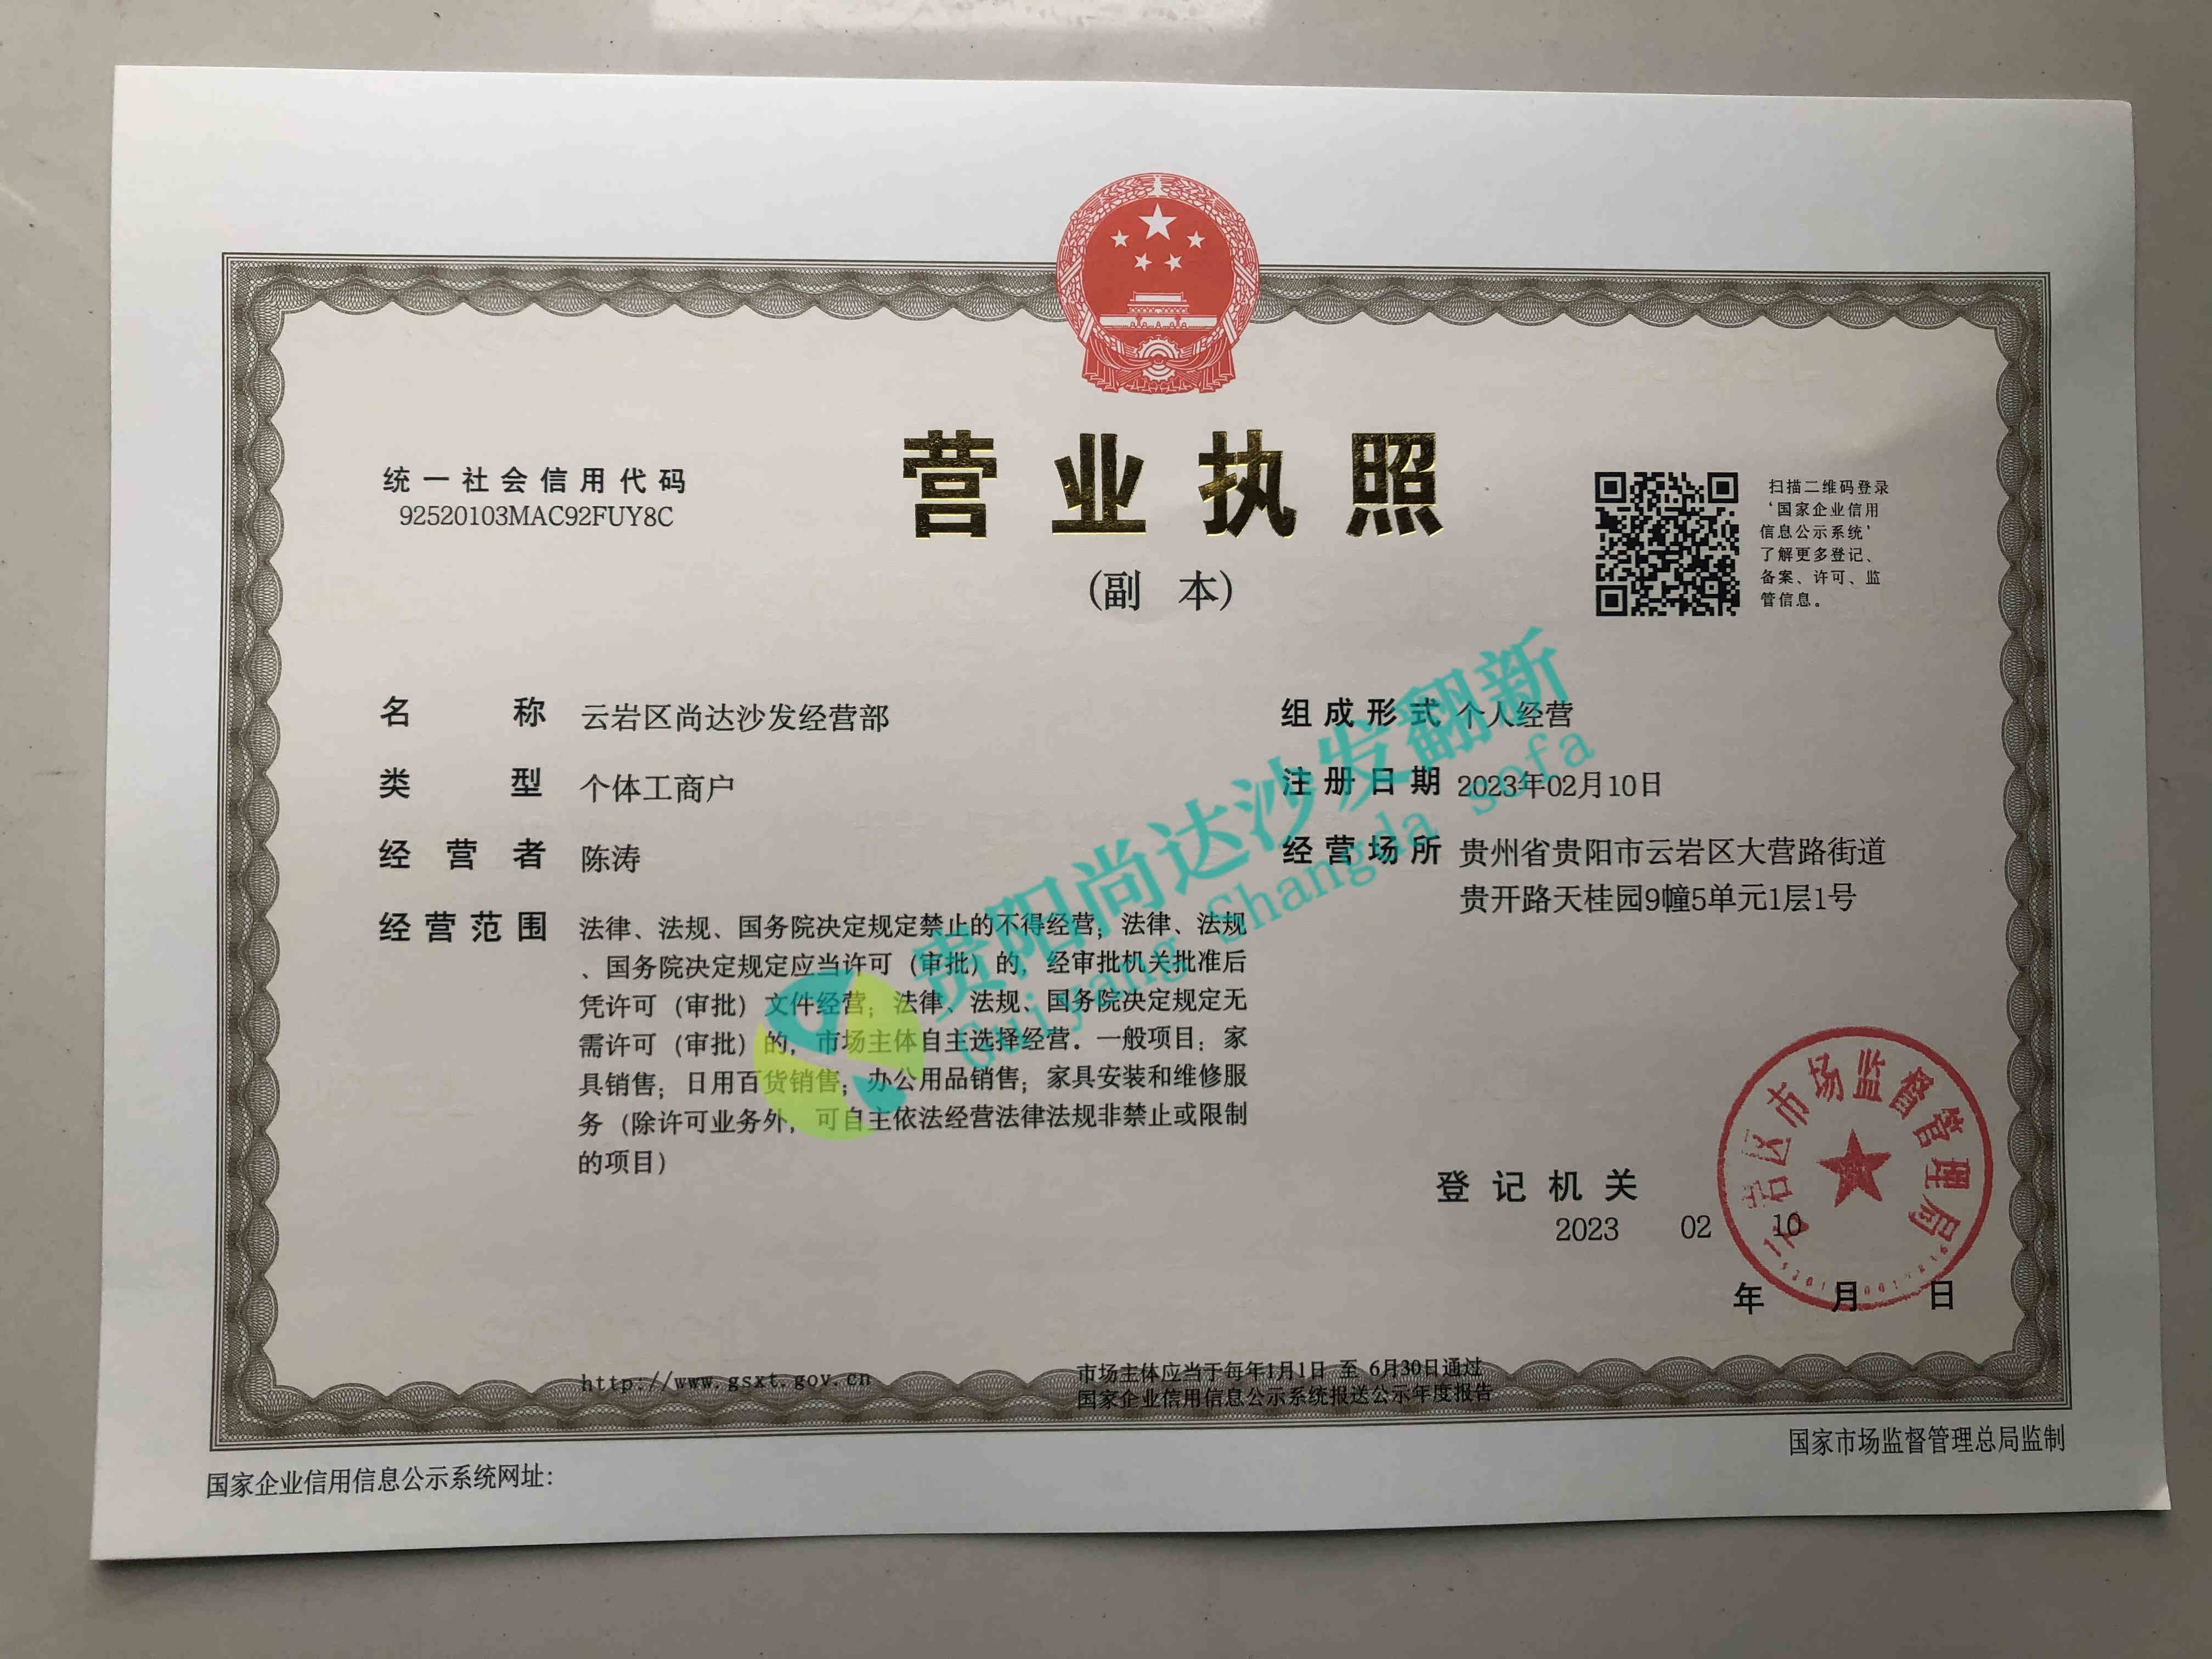 营业执照
(副 本)
统一社会信用代码
92520103MAC92FUY8C
扫描二维码登录
‘国家企业信用
信息公示系统’
了解更多登记、
备案、许可、监
管信息。
名 称 云岩区尚达沙发经营部
类 型 个体工商户
经 营 者 陈涛
经营范围 法律、法规、国务院决定规定禁止的不得经营；法律、法规
、国务院决定规定应当许可（审批）的，经审批机关批准后
凭许可（审批）文件经营；法律、法规、国务院决定规定无
需许可（审批）的，市场主体自主选择经营。一般项目：家
具销售；日用百货销售；办公用品销售；家具安装和维修服
务（除许可业务外，可自主依法经营法律法规非禁止或限制
的项目）
组成形式 个人经营
注册日期 2023年02月10日
经营场所 贵州省贵阳市云岩区大营路街道
贵开路天桂园9幢5单元1层1号
贵阳尚达沙发翻新
Guiyang Shangda sofa
云岩区市场监督管理局
登记机关
2023 02 10
年 月 日
http://www.gsxt.gov.cn
市场主体应当于每年1月1日 至 6月30日通过
国家企业信用信息公示系统报送公示年度报告
国家企业信用信息公示系统网址：
国家市场监督管理总局监制